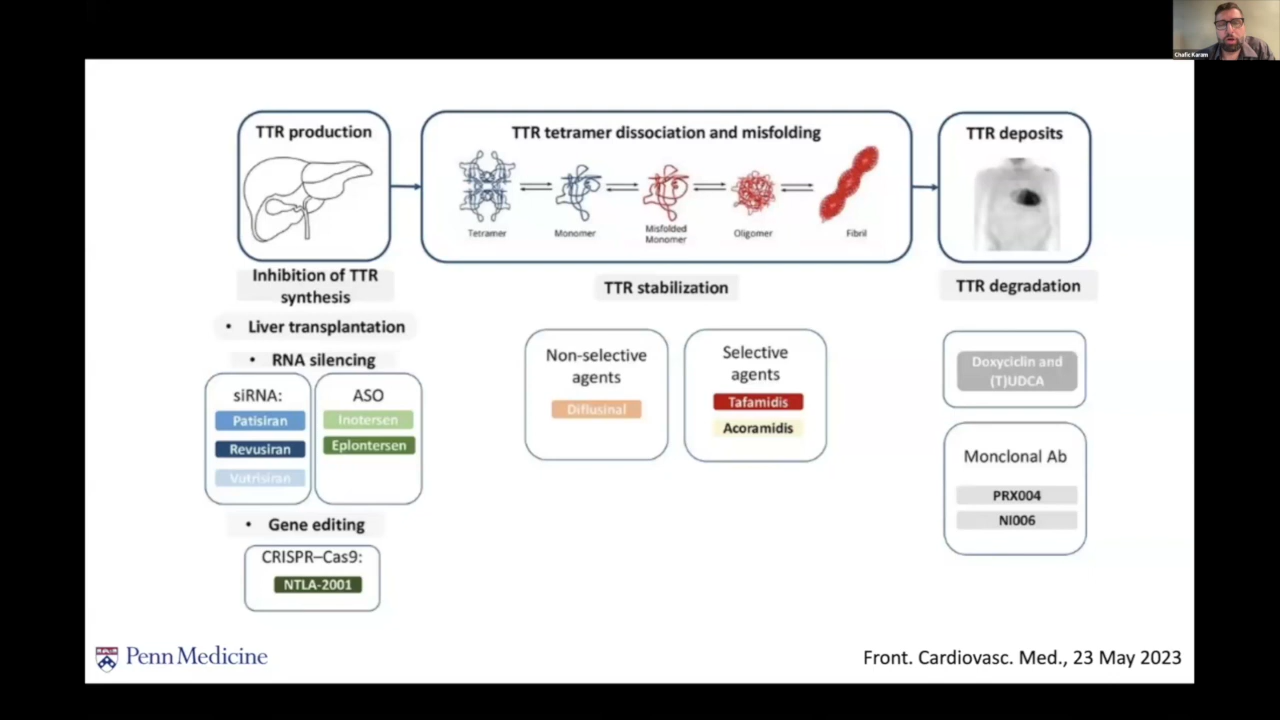 Chafic Karam
TTR production
TTR tetramer dissociation and misfolding
TTR deposits
Tetramer
Monomer
Misfolded
Monomer
Oligomer
Fibril
Inhibition of TTR
synthesis
TTR stabilization
TTR degradation
• Liver transplantation
• RNA silencing
siRNA:
Patisiran
Revusiran
Vutrisiran
ASO
Inotersen
Eplontersen
Non-selective
agents
Diflusinal
Selective
agents
Tafamidis
Acoramidis
Doxyciclin and
(T)UDCA
Monclonal Ab
PRX004
NI006
• Gene editing
CRISPR–Cas9:
NTLA-2001
Penn Medicine
Front. Cardiovasc. Med., 23 May 2023